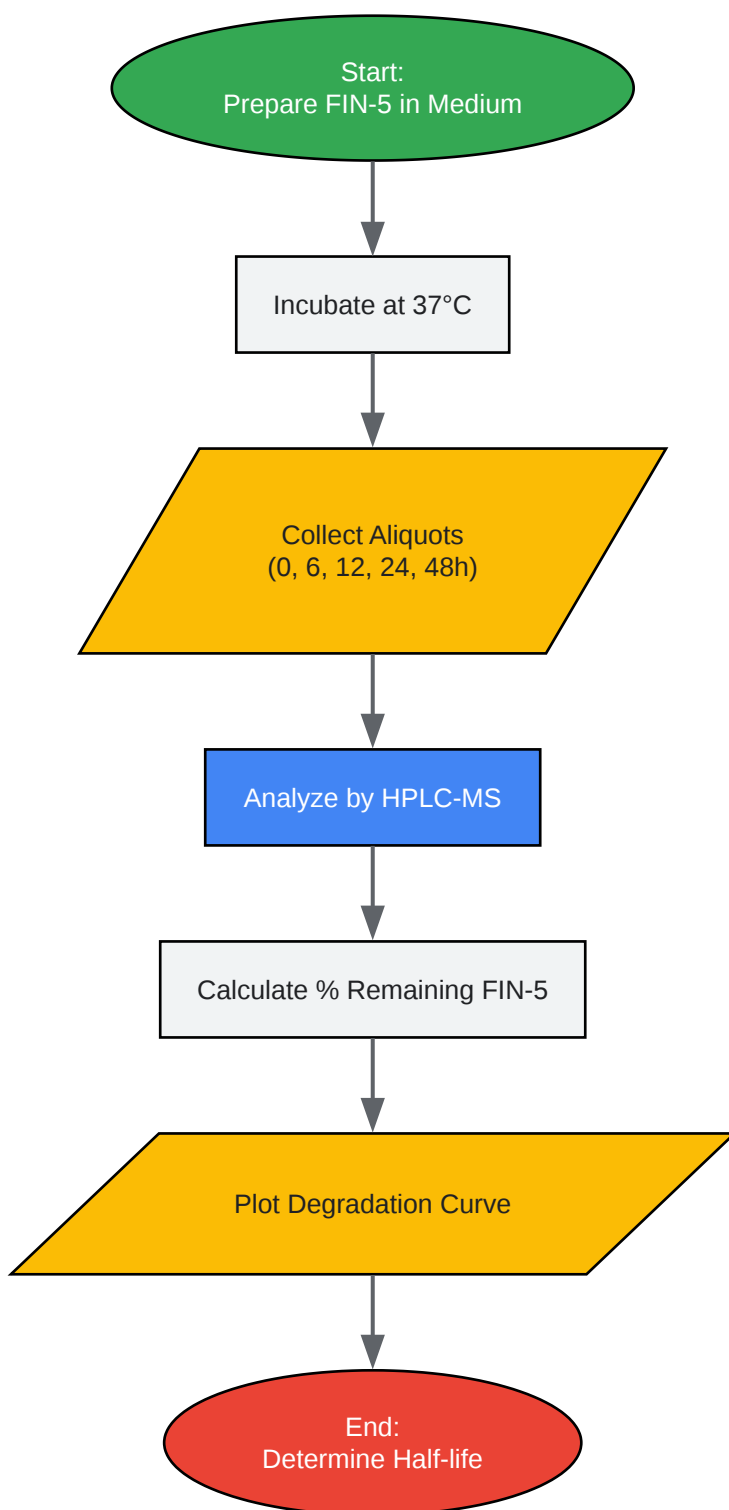 Start:
Prepare FIN-5 in Medium
Incubate at 37°C
Collect Aliquots
(0, 6, 12, 24, 48h)
Analyze by HPLC-MS
Calculate % Remaining FIN-5
Plot Degradation Curve
End:
Determine Half-life